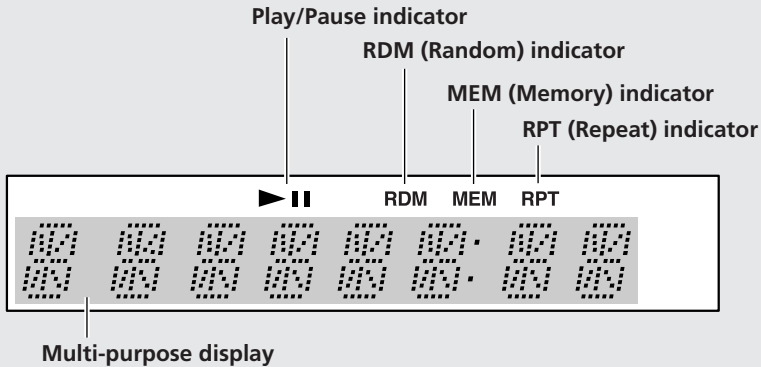 Play/Pause indicator
RDM (Random) indicator
MEM (Memory) indicator
RPT (Repeat) indicator
RDM MEM RPT
Multi-purpose display